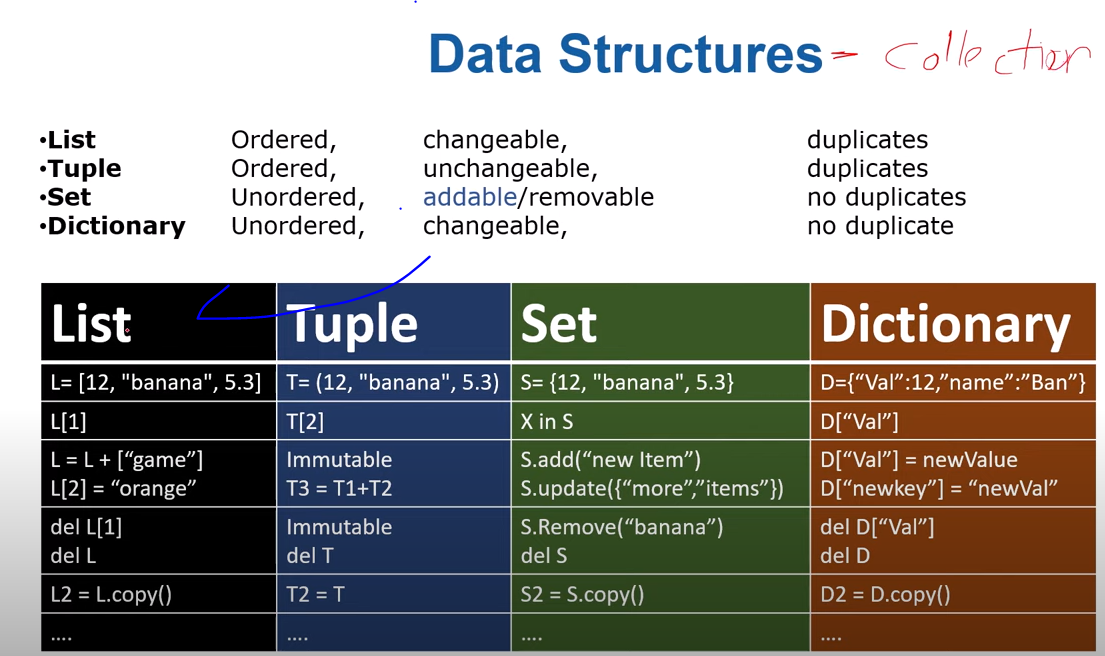 Data Structures - collection
•List Ordered, changeable, duplicates
•Tuple Ordered, unchangeable, duplicates
•Set Unordered, addable/removable no duplicates
•Dictionary Unordered, changeable, no duplicate
List Tuple Set Dictionary
L= [12, "banana", 5.3] T= (12, "banana", 5.3) S= {12, "banana", 5.3} D={“Val”:12,”name”:”Ban”}
L[1] T[2] X in S D[“Val”]
L = L + [“game”] Immutable S.add(“new Item”) D[“Val”] = newValue
L[2] = “orange” T3 = T1+T2 S.update({“more”,”items”}) D[“newkey”] = “newVal”
del L[1] Immutable S.Remove(“banana”) del D[“Val”]
del L del T del S del D
L2 = L.copy() T2 = T S2 = S.copy() D2 = D.copy()
.... .... .... ....